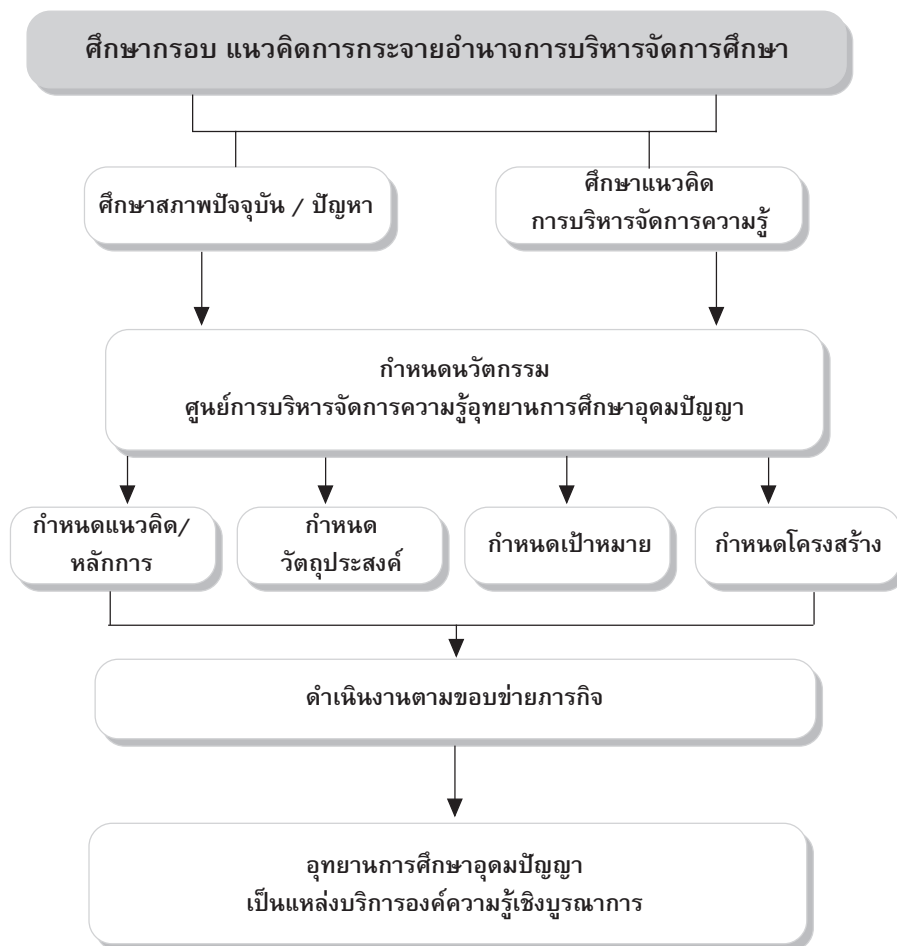 ศึกษากรอบ แนวคิดการกระจายอำนาจการบริหารจัดการศึกษา
ศึกษาสภาพปัจจุบัน / ปัญหา
ศึกษาแนวคิด
การบริหารจัดการความรู้
กำหนดนวัตกรรม
ศูนย์การบริหารจัดการความรู้อุทยานการศึกษาอุดมปัญญา
กำหนดแนวคิด/
หลักการ
กำหนด
วัตถุประสงค์
กำหนดเป้าหมาย
กำหนดโครงสร้าง
ดำเนินงานตามขอบข่ายภารกิจ
อุทยานการศึกษาอุดมปัญญา
เป็นแหล่งบริการองค์ความรู้เชิงบูรณาการ